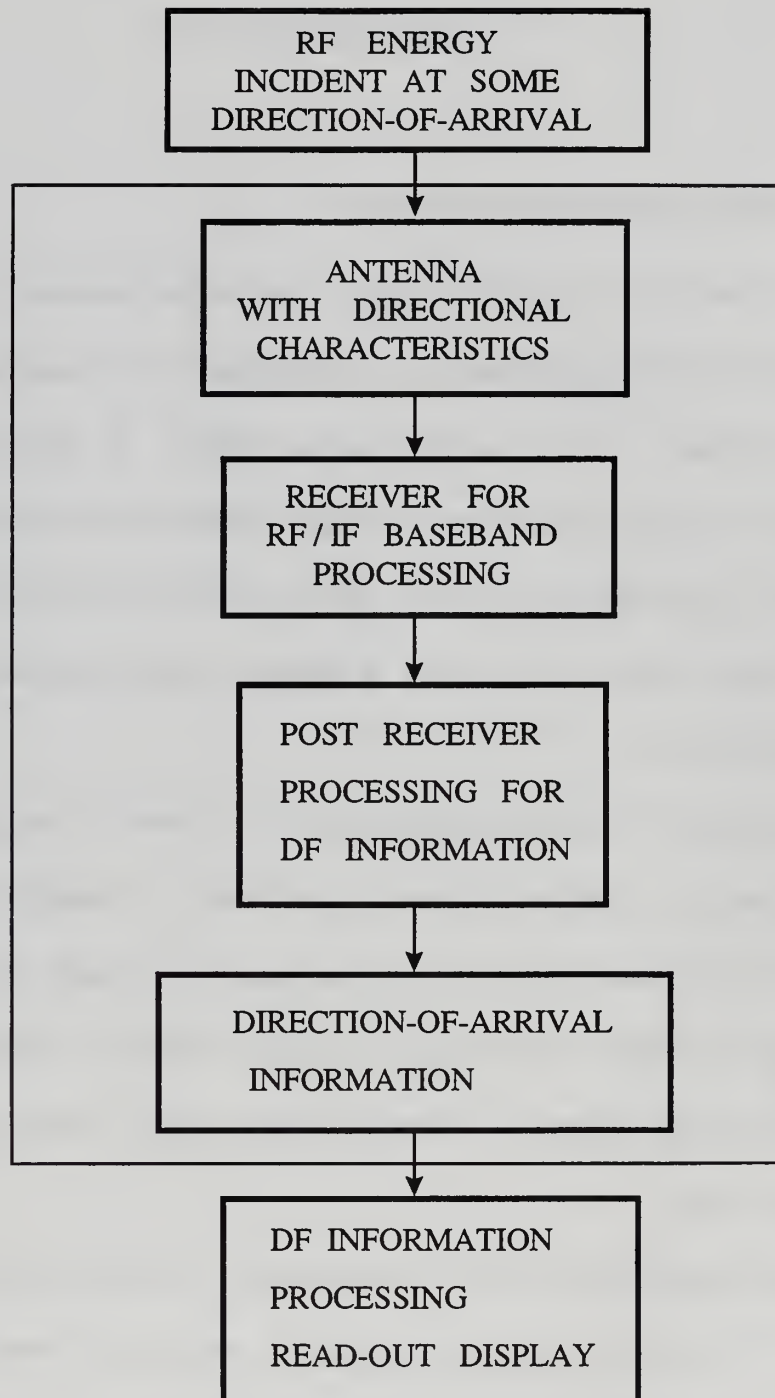 RF ENERGY
INCIDENT AT SOME
DIRECTION-OF-ARRIVAL
ANTENNA
WITH DIRECTIONAL
CHARACTERISTICS
RECEIVER FOR
RF / IF BASEBAND
PROCESSING
POST RECEIVER
PROCESSING FOR
DF INFORMATION
DIRECTION-OF-ARRIVAL
INFORMATION
DF INFORMATION
PROCESSING
READ-OUT DISPLAY